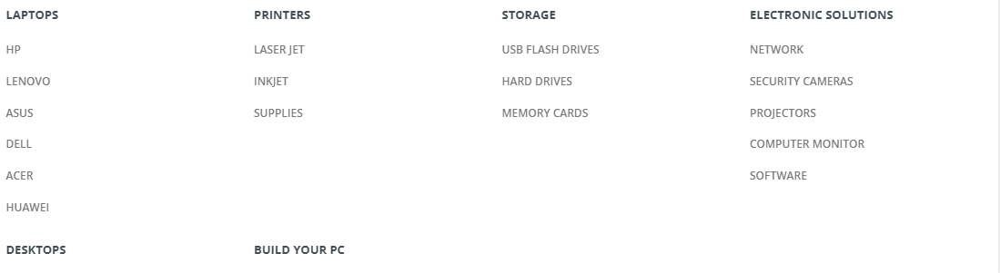 LAPTOPS
HP
LENOVO
ASUS
DELL
ACER
HUAWEI
PRINTERS
LASER JET
INKJET
SUPPLIES
STORAGE
USB FLASH DRIVES
HARD DRIVES
MEMORY CARDS
ELECTRONIC SOLUTIONS
NETWORK
SECURITY CAMERAS
PROJECTORS
COMPUTER MONITOR
SOFTWARE
DESKTOPS
BUILD YOUR PC